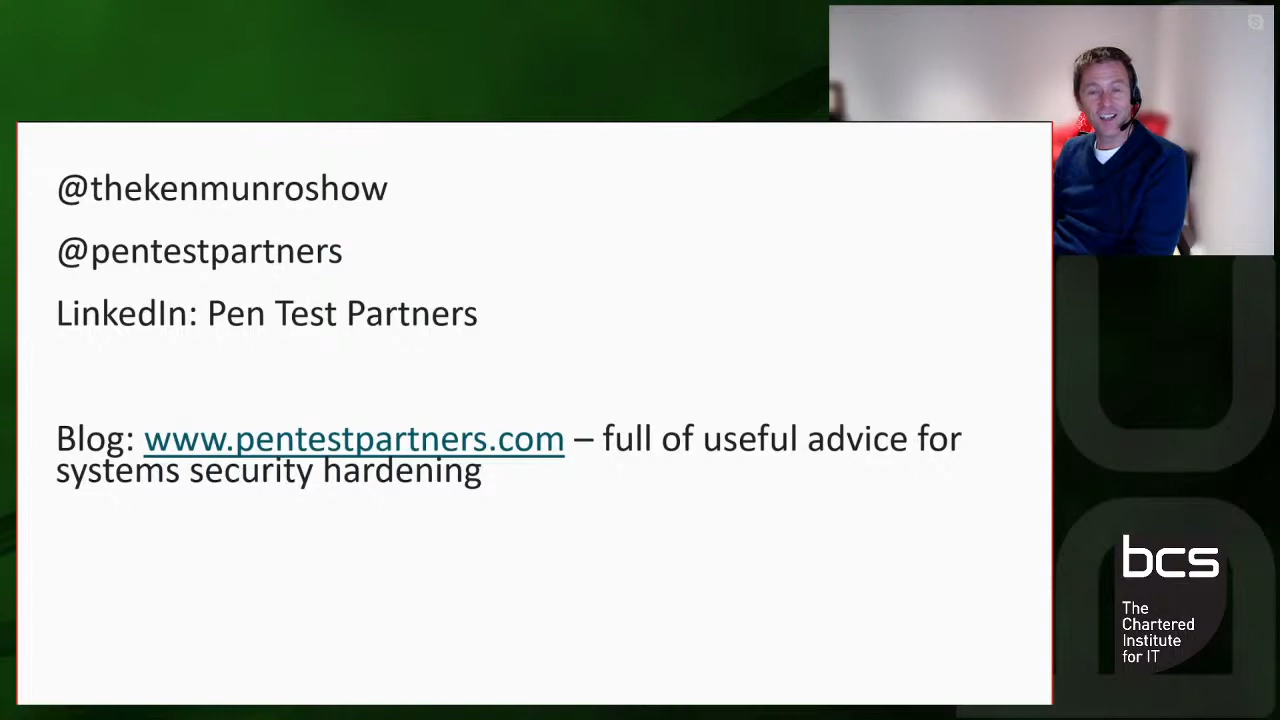 @thekenmunroshow
@pentestpartners
LinkedIn: Pen Test Partners
Blog: www.pentestpartners.com – full of useful advice for
systems security hardening
bcs
The
Chartered
Institute
for IT